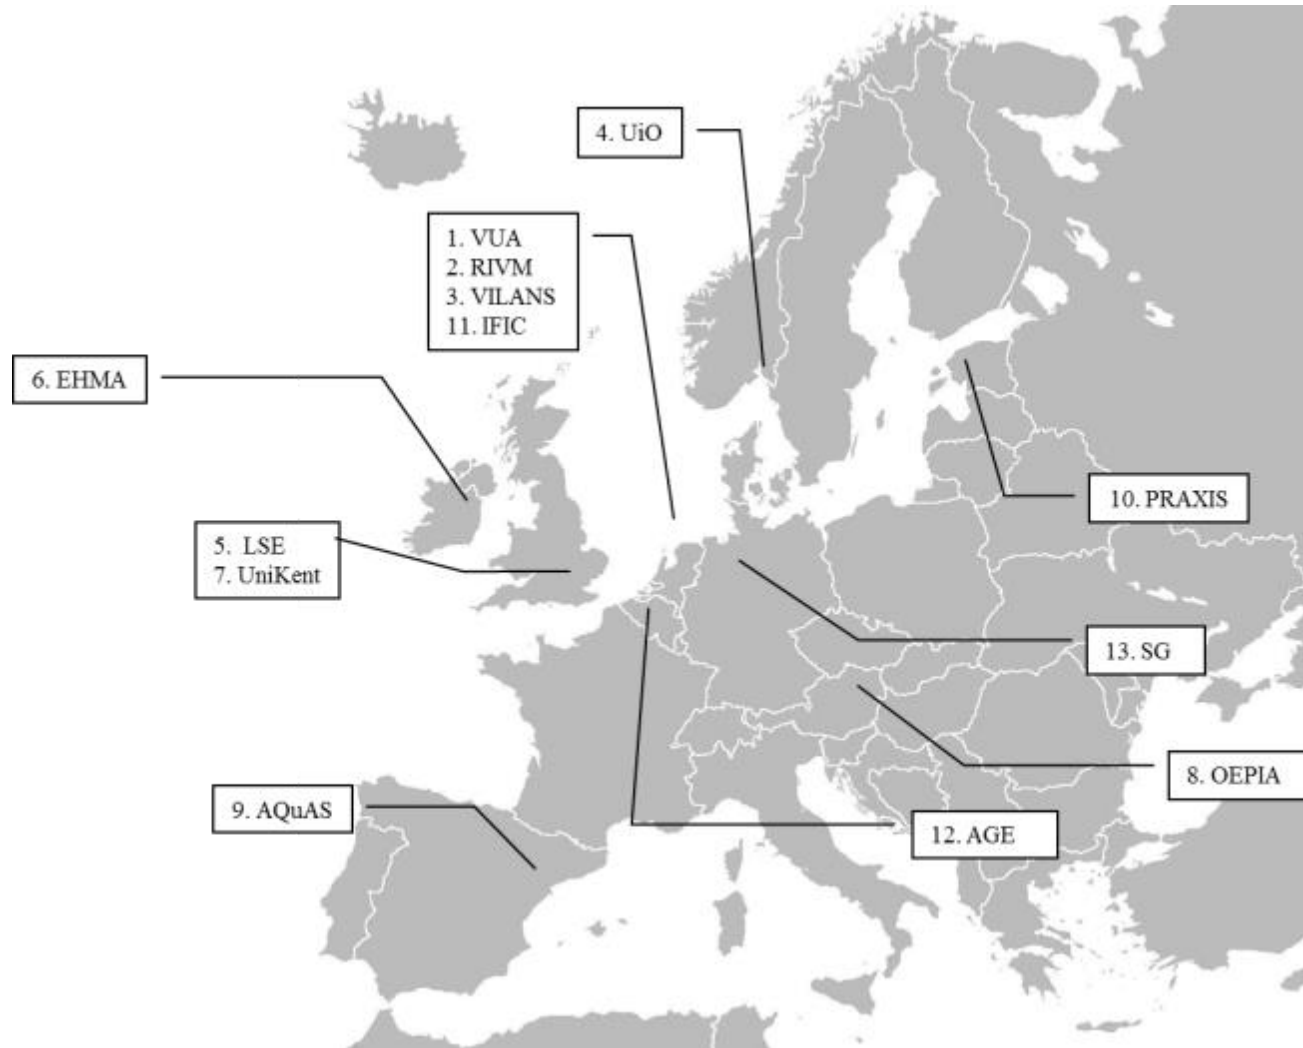 4. UiO
1. VUA
2. RIVM
3. VILANS
11. IFIC
6. EHMA
10. PRAXIS
5. LSE
7. UniKent
13. SG
8. OEPIA
9. AQuAS
12. AGE